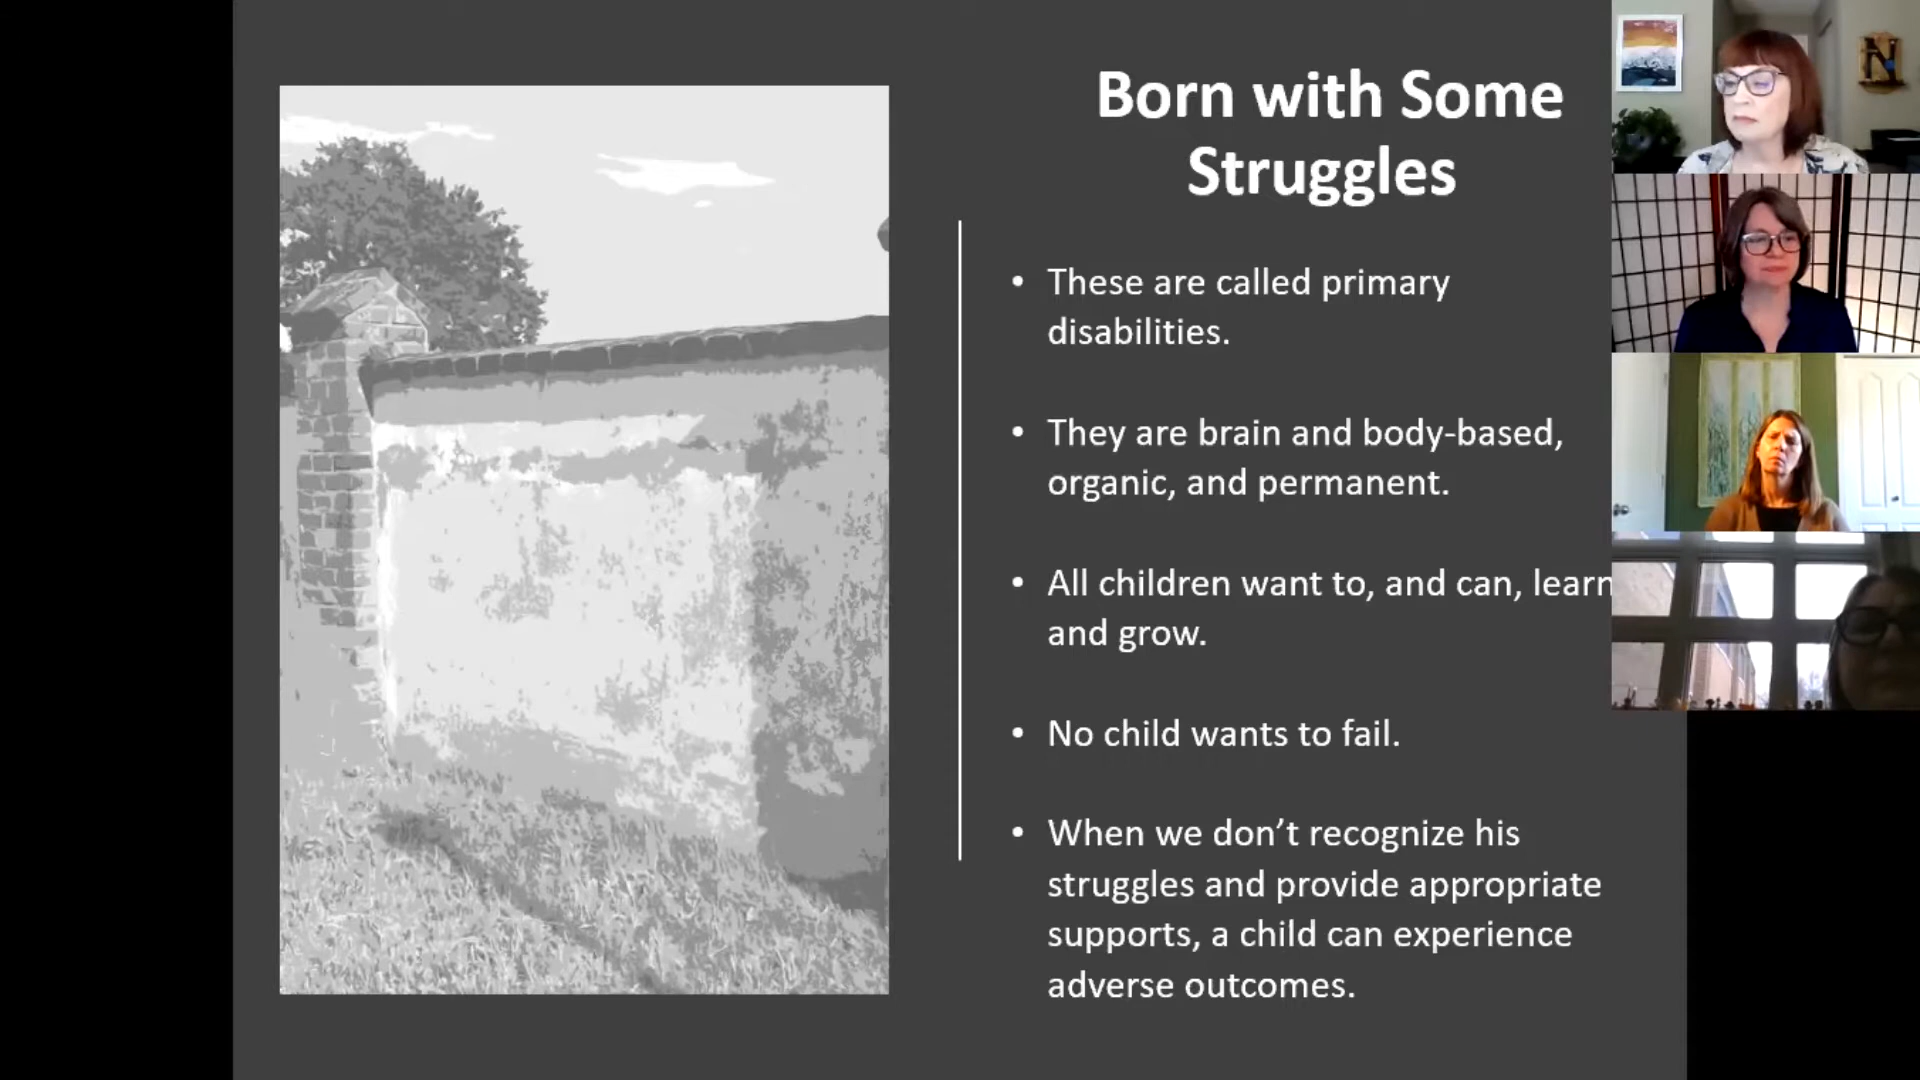 Born with Some
Struggles
• These are called primary
disabilities.
• They are brain and body-based,
organic, and permanent.
• All children want to, and can, learn
and grow.
• No child wants to fail.
• When we don’t recognize his
struggles and provide appropriate
supports, a child can experience
adverse outcomes.
N